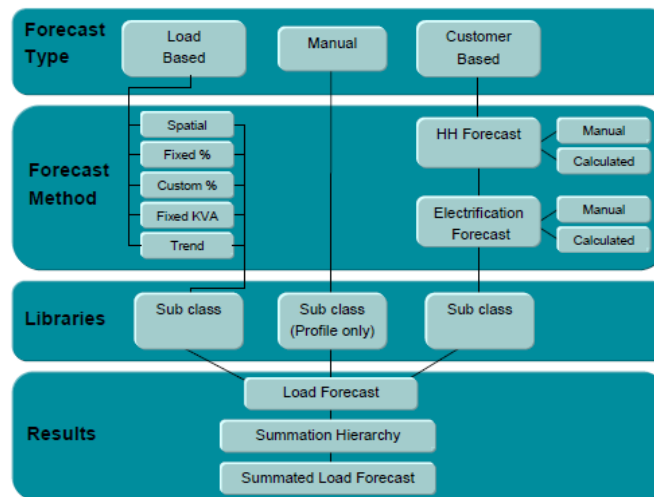 Forecast
Type
Load
Based
Manual
Customer
Based
Forecast
Method
Spatial
Fixed %
Custom %
Fixed KVA
Trend
HH Forecast
Manual
Calculated
Electrification
Forecast
Manual
Calculated
Libraries
Sub class
Sub class
(Profile only)
Sub class
Results
Load Forecast
Summation Hierarchy
Summated Load Forecast